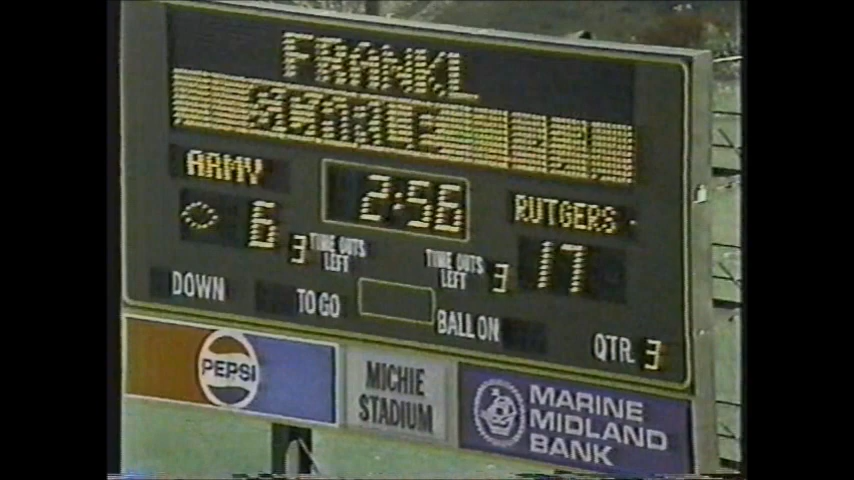 FRANKL
ARMY
2:56
RUTGERS
6
17
3 TIME OUTS LEFT
TIME OUTS LEFT 3
DOWN
TO GO
BALL ON
QTR. 3
PEPSI
MICHIE
STADIUM
MARINE
MIDLAND
BANK